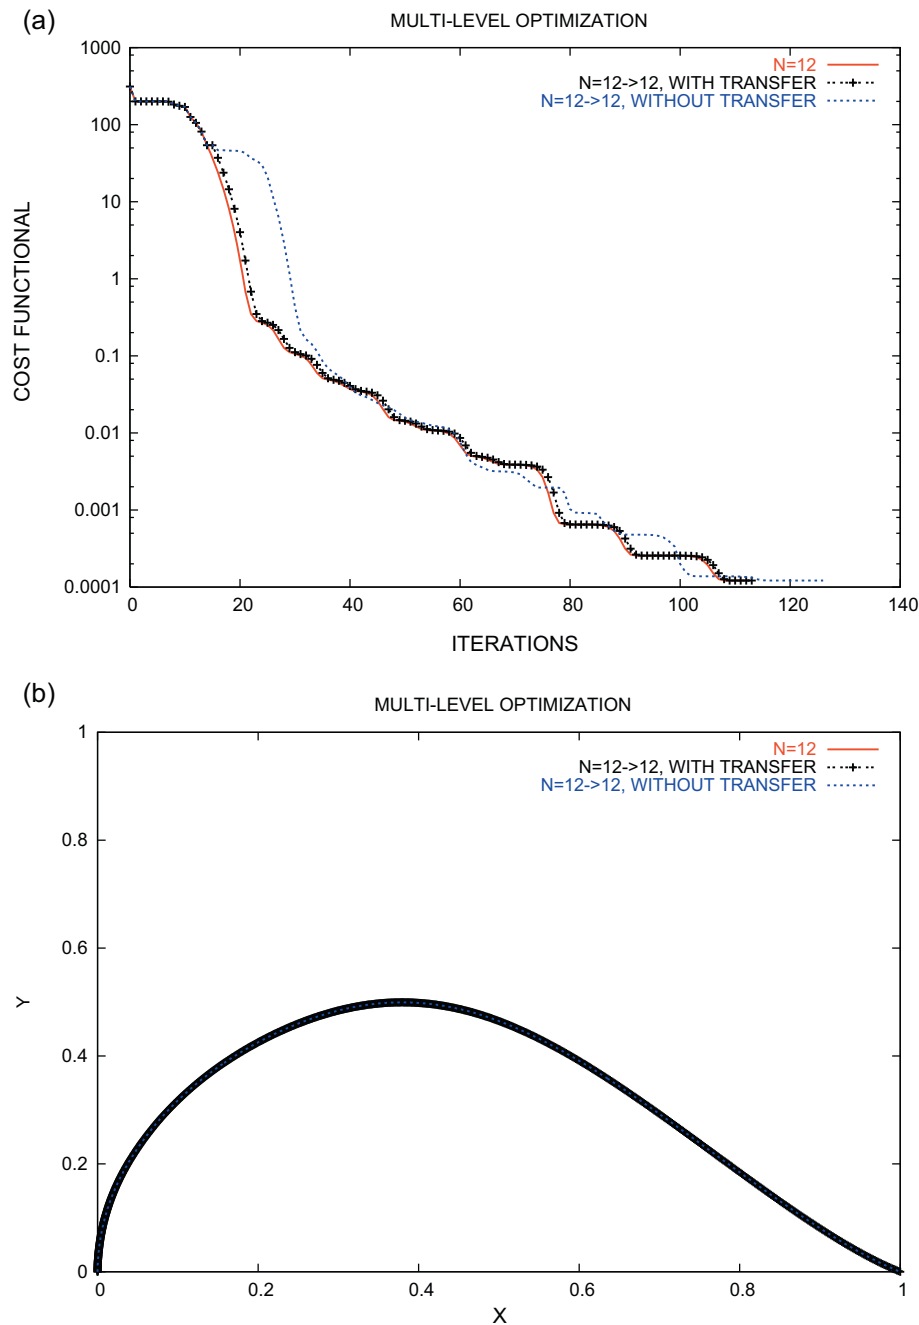 (a)
MULTI-LEVEL OPTIMIZATION
1000
100
10
1
0.1
0.01
0.001
0.0001
COST FUNCTIONAL
N=12
N=12->12, WITH TRANSFER
N=12->12, WITHOUT TRANSFER
0 20 40 60 80 100 120 140
ITERATIONS
(b)
MULTI-LEVEL OPTIMIZATION
1
0.8
0.6
0.4
0.2
0
Y
N=12
N=12->12, WITH TRANSFER
N=12->12, WITHOUT TRANSFER
0 0.2 0.4 0.6 0.8 1
X